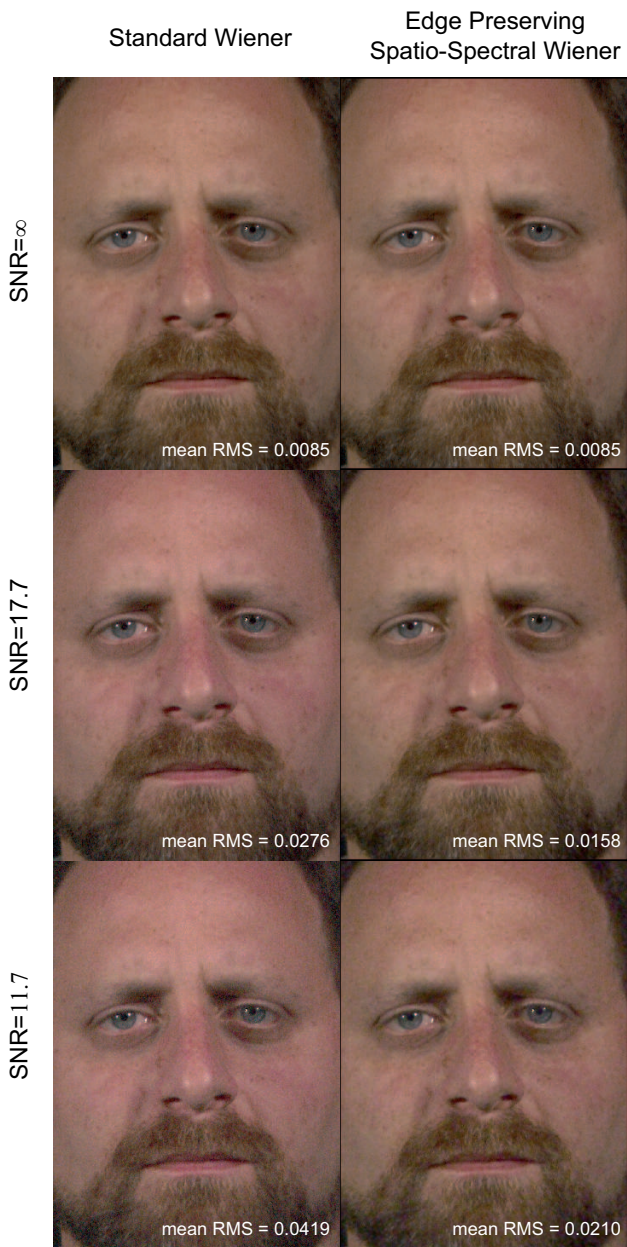 Standard Wiener
Edge Preserving
Spatio-Spectral Wiener
SNR=∞
mean RMS = 0.0085
mean RMS = 0.0085
SNR=17.7
mean RMS = 0.0276
mean RMS = 0.0158
SNR=11.7
mean RMS = 0.0419
mean RMS = 0.0210